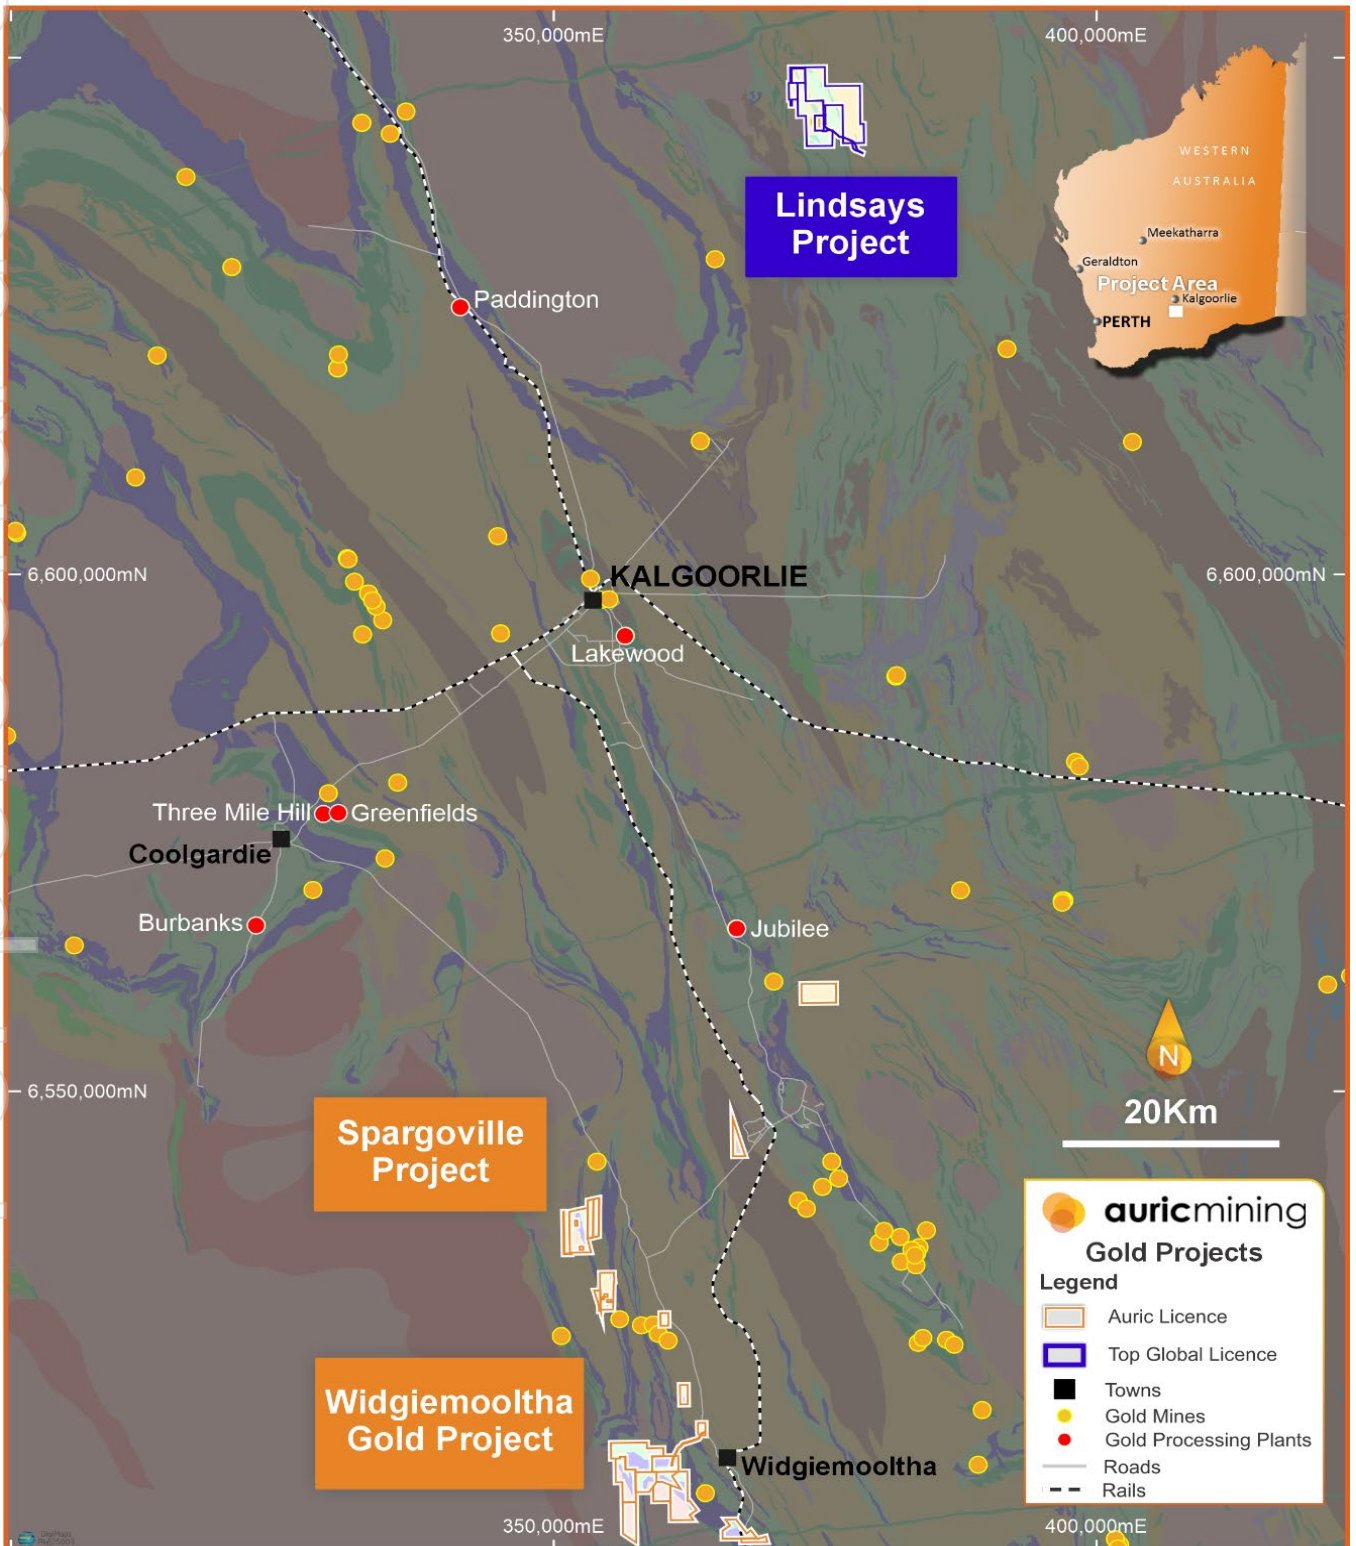 350,000mE
400,000mE
WESTERN
AUSTRALIA
Meekatharra
Geraldton
Project Area
Kalgoorlie
PERTH
Lindsays
Project
Paddington
6,600,000mN
KALGOORLIE
6,600,000mN
Lakewood
Three Mile Hill
Greenfields
Coolgardie
Burbanks
Jubilee
N
20Km
6,550,000mN
Spargoville
Project
Widgiemooltha
Gold Project
Widgiemooltha
auricmining
Gold Projects
Legend
Auric Licence
Top Global Licence
Towns
Gold Mines
Gold Processing Plants
Roads
Rails
350,000mE
400,000mE